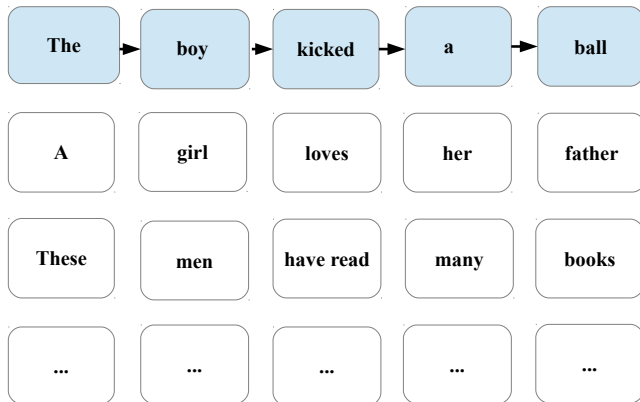 The boy kicked a ball
A girl loves her father
These men have read many books
... ... ... ... ...